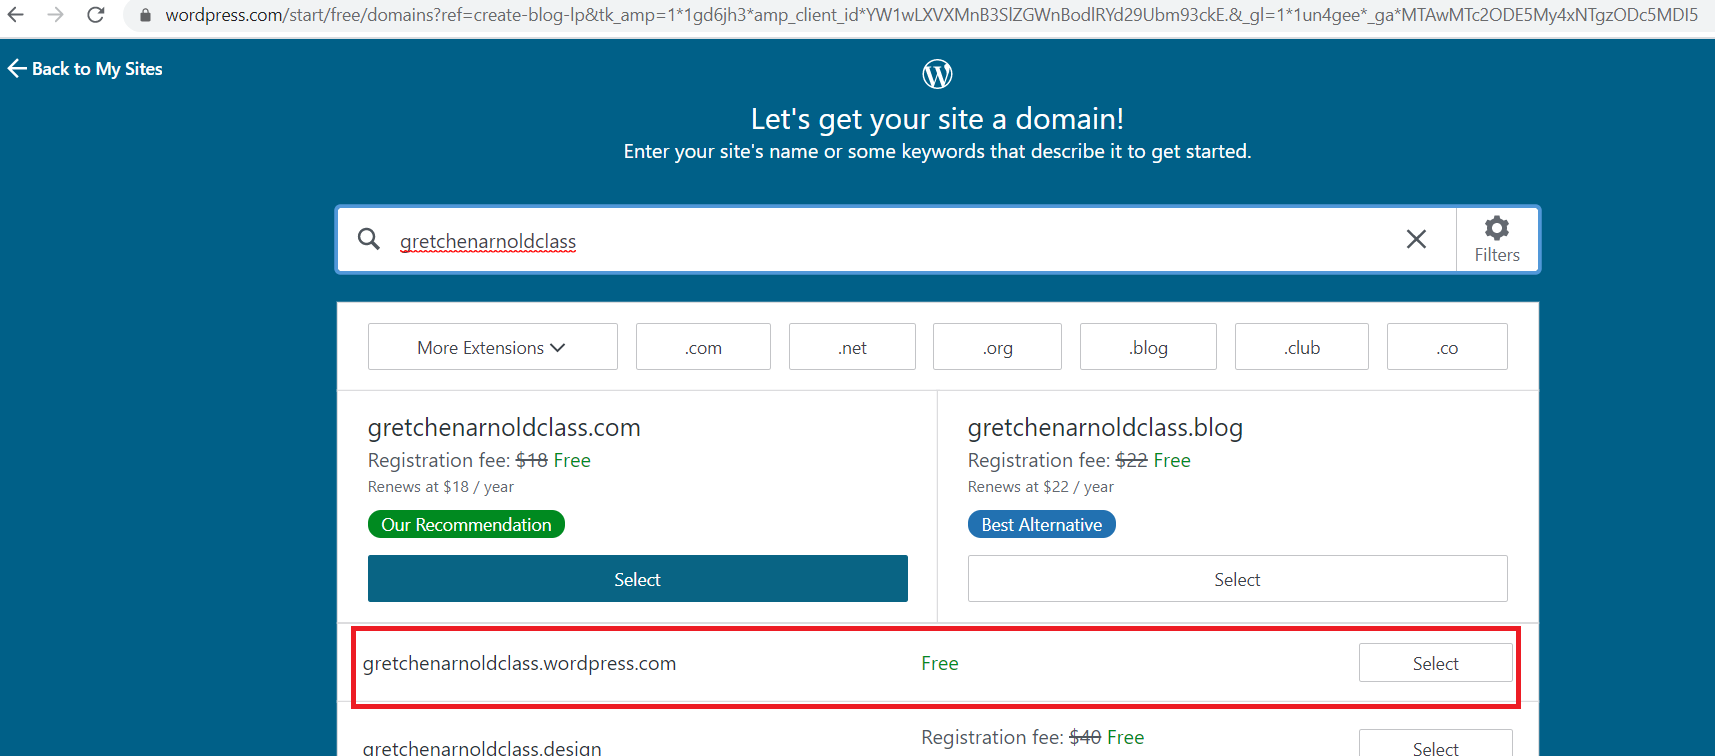 wordpress.com/start/free/domains?ref=create-blog-lp&tk_amp=1*1gd6jh3*amp_client_id*YW1wLXVXMnB3SlZGWnBodlRYd29Ubm93ckE.&_gl=1*1un4gee*_ga*MTAwMTc2ODE5My4xNTgzODc5MDI5
Back to My Sites
Let's get your site a domain!
Enter your site's name or some keywords that describe it to get started.
gretchenarnoldclass
Filters
More Extensions .com .net .org .blog .club .co
gretchenarnoldclass.com
Registration fee: $18 Free
Renews at $18 / year
Our Recommendation
Select
gretchenarnoldclass.blog
Registration fee: $22 Free
Renews at $22 / year
Best Alternative
Select
gretchenarnoldclass.wordpress.com Free Select
gretchenarnoldclass.design Registration fee: $40 Free Select